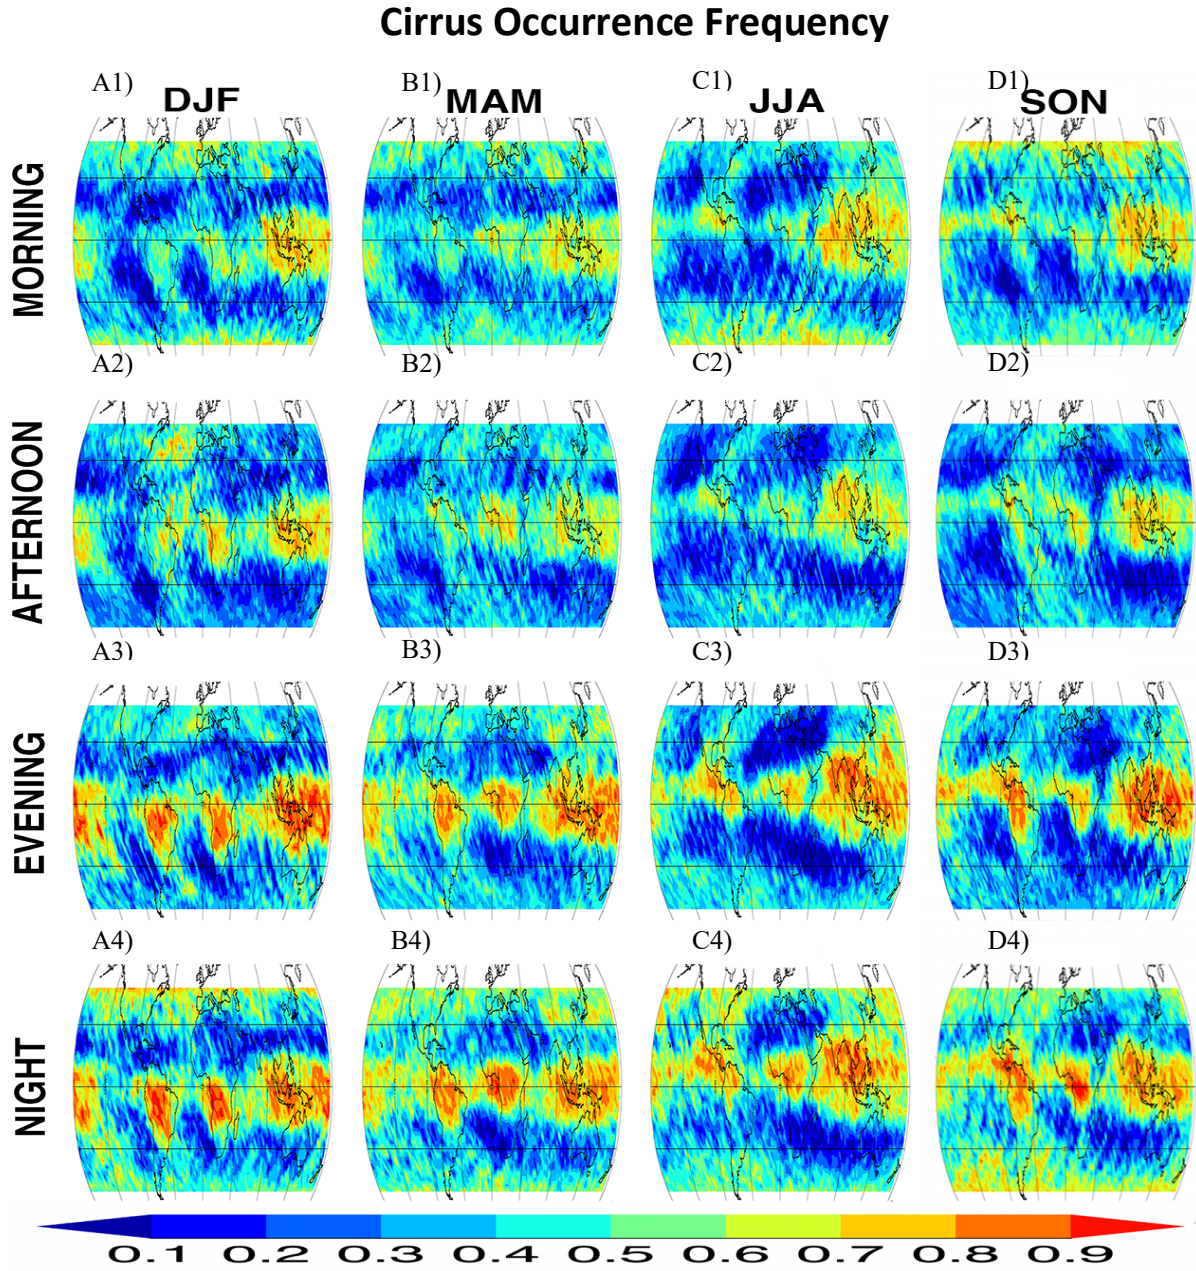 Cirrus Occurrence Frequency
A1) B1) C1) D1)
DJF MAM JJA SON
MORNING
A2) B2) C2) D2)
AFTERNOON
A3) B3) C3) D3)
EVENING
A4) B4) C4) D4)
NIGHT
0.1 0.2 0.3 0.4 0.5 0.6 0.7 0.8 0.9